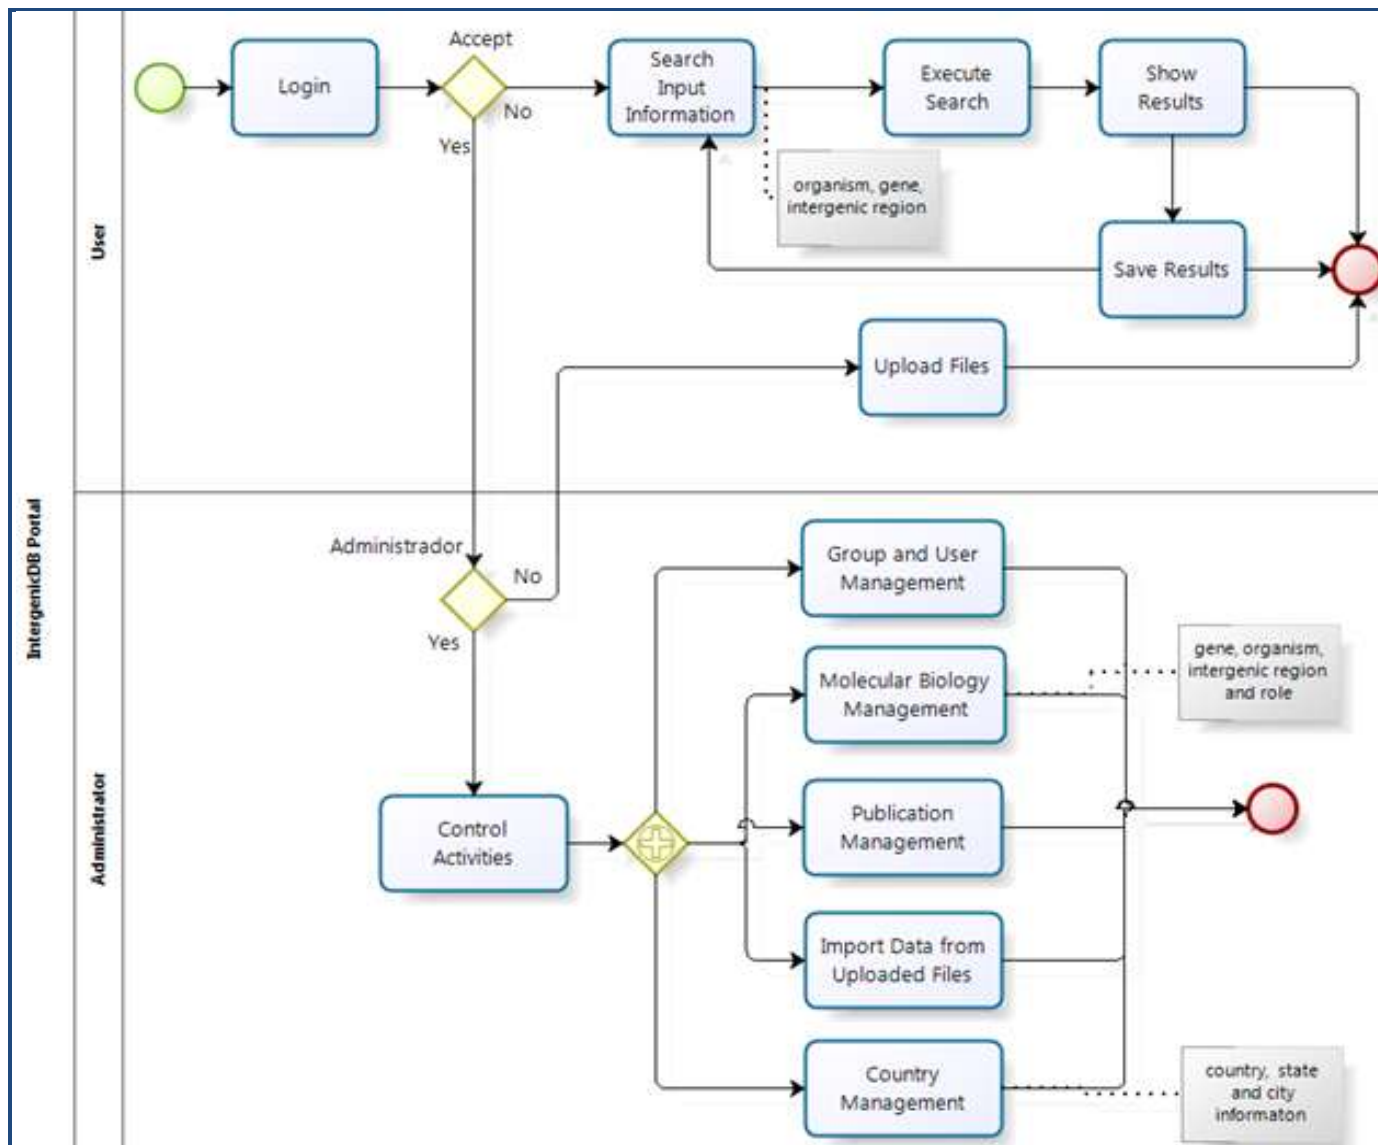 IntergenicDB Portal
User
Login
Accept
No
Yes
Search
Input
Information
organism, gene,
intergenic region
Execute
Search
Show
Results
Save Results
Upload Files
Administrator
Administrador
No
Yes
Control
Activities
Group and User
Management
Molecular Biology
Management
gene, organism,
intergenic region
and role
Publication
Management
Import Data from
Uploaded Files
Country
Management
country, state
and city
informaton